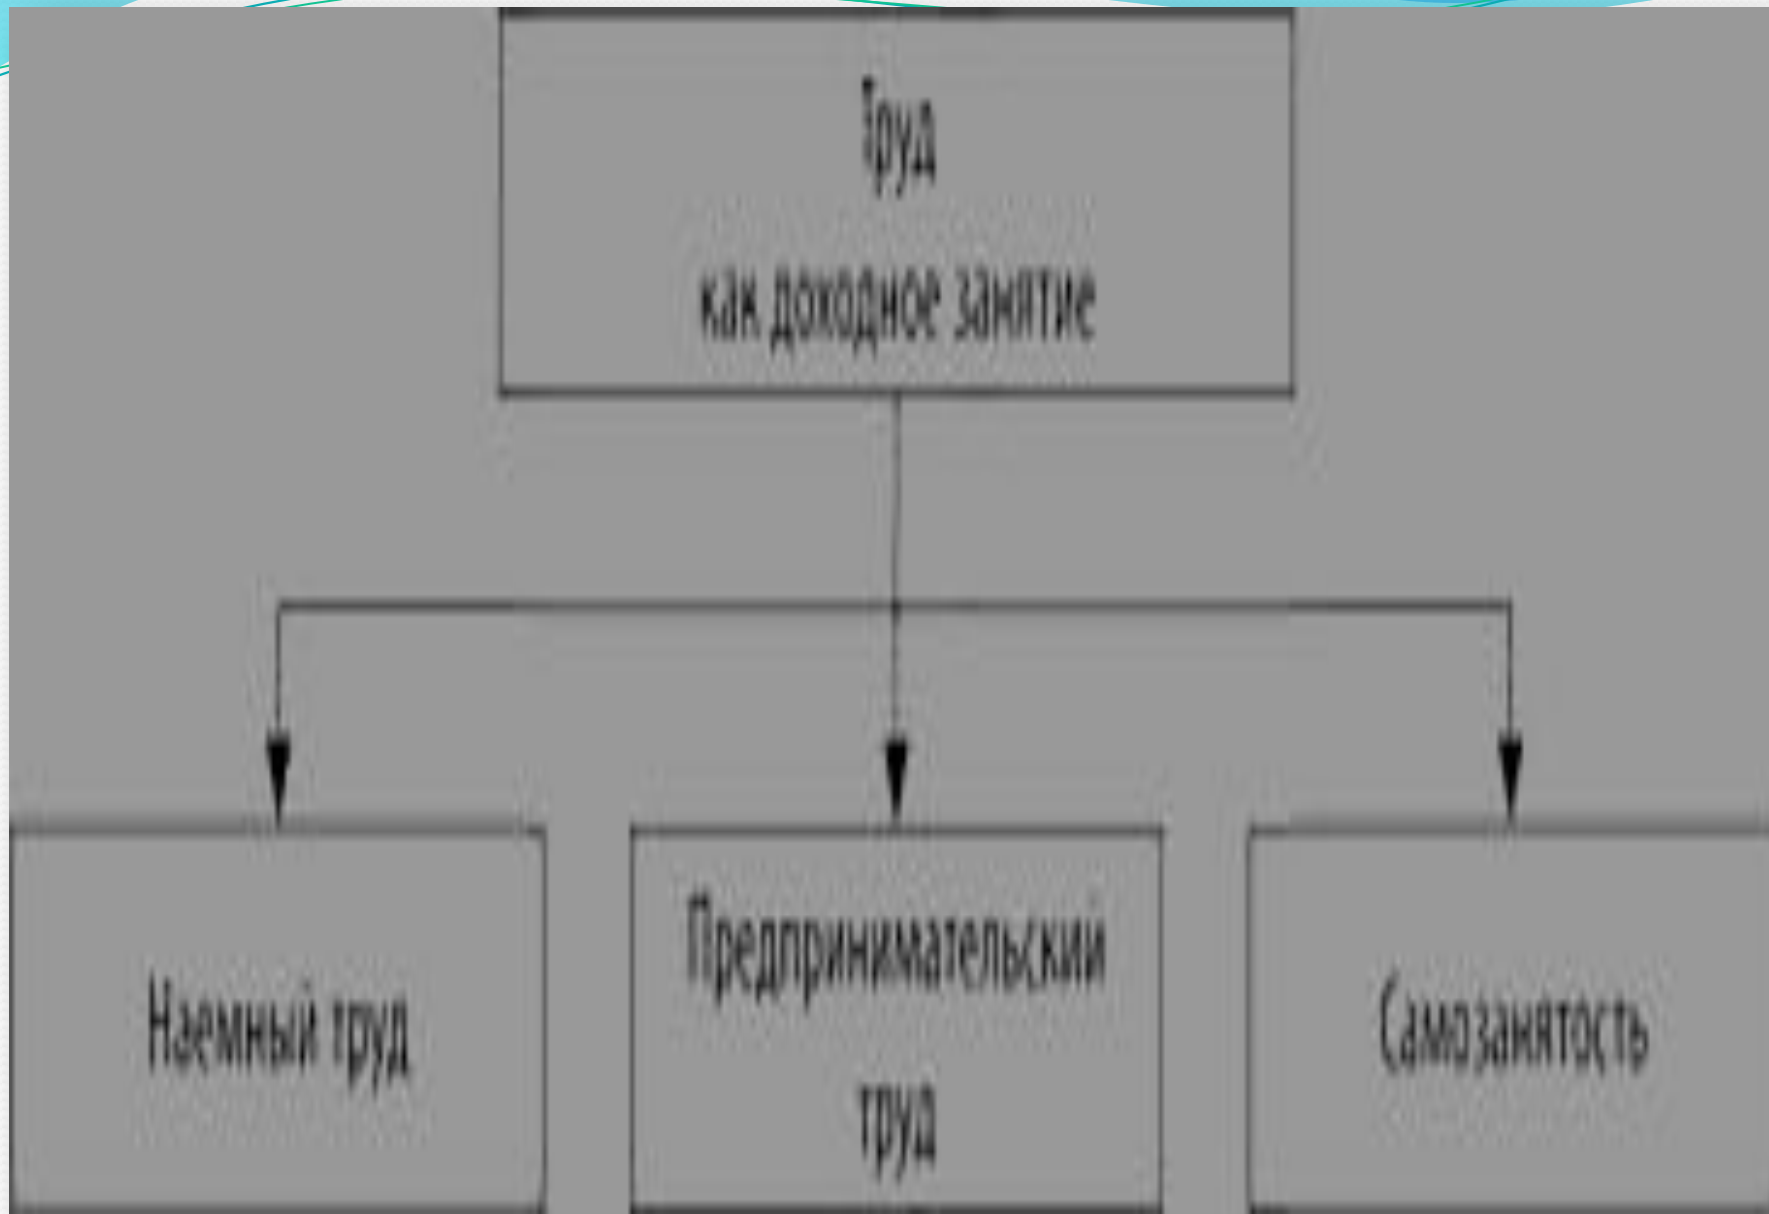 Труд
как доходное занятие
Наемный труд
Предпринимательский
труд
Самозанятость